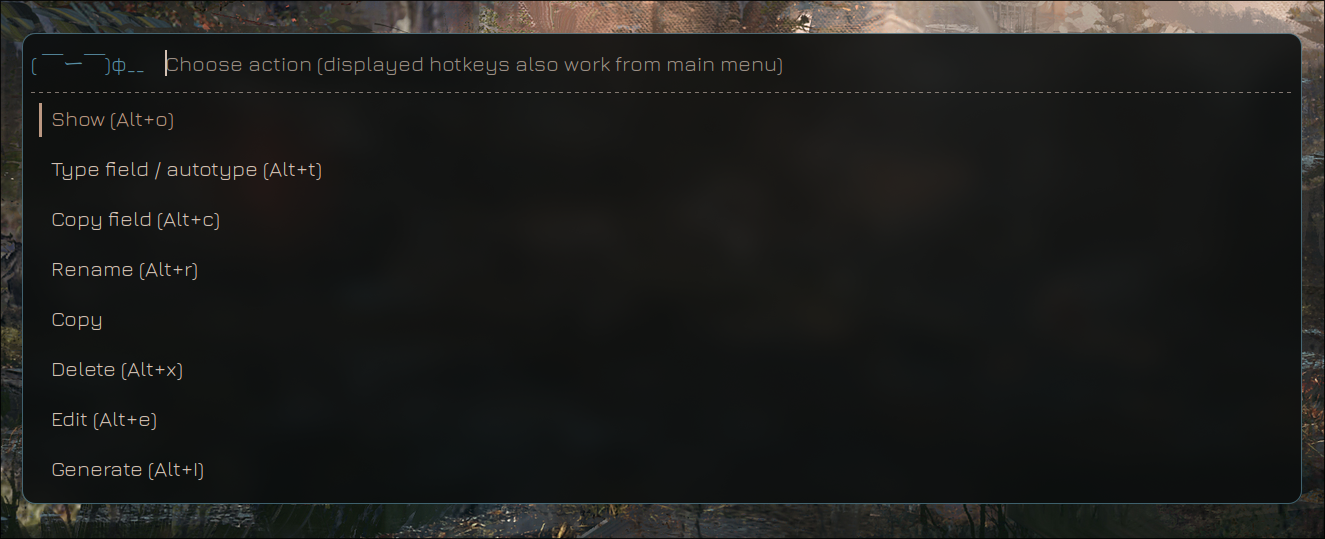 (￣ー￣)ф__ Choose action (displayed hotkeys also work from main menu)
Show (Alt+o)
Type field / autotype (Alt+t)
Copy field (Alt+c)
Rename (Alt+r)
Copy
Delete (Alt+x)
Edit (Alt+e)
Generate (Alt+I)